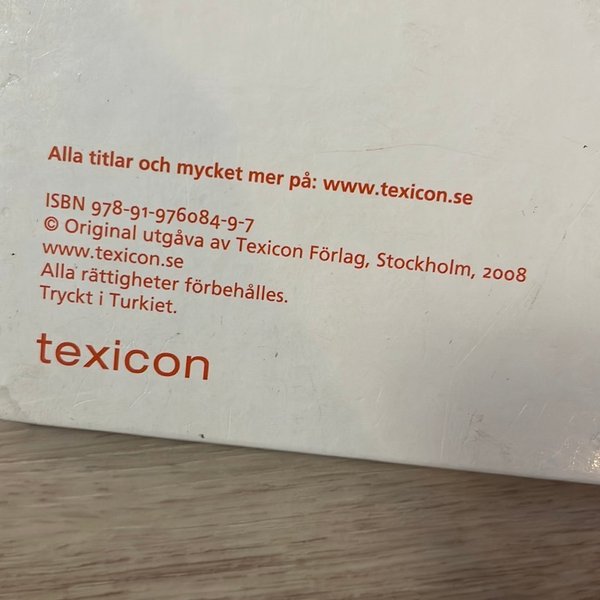 Alla titlar och mycket mer på: www.texicon.se
ISBN 978-91-976084-9-7
© Original utgåva av Texicon Förlag, Stockholm, 2008
www.texicon.se
Alla rättigheter förbehålles.
Tryckt i Turkiet.
texicon